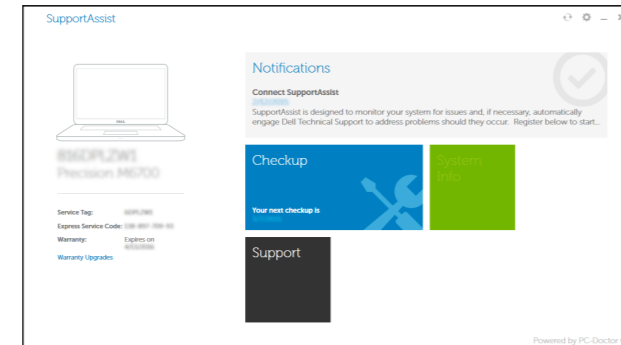 SupportAssist
DELL
Precision M6700
Service Tag:
Express Service Code:
Warranty: Expires on
Warranty Upgrades
Notifications
Connect SupportAssist
SupportAssist is designed to monitor your system for issues and, if necessary, automatically
engage Dell Technical Support to address problems should they occur. Register below to start...
Checkup
Your next checkup is
System
Info
Support
Powered by PC-Doctor